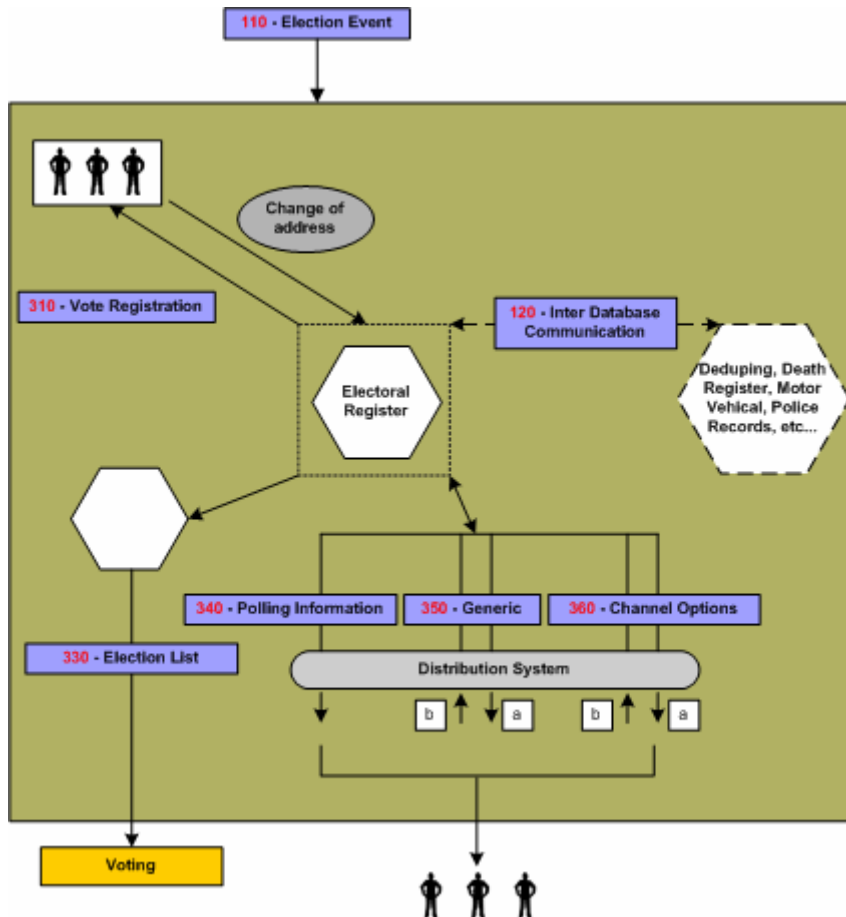 110 - Election Event
Change of
address
310 - Vote Registration
120 - Inter Database
Communication
Electoral
Register
Deduping, Death
Register, Motor
Vehical, Police
Records, etc...
340 - Polling Information
350 - Generic
360 - Channel Options
330 - Election List
Distribution System
b
a
b
a
Voting